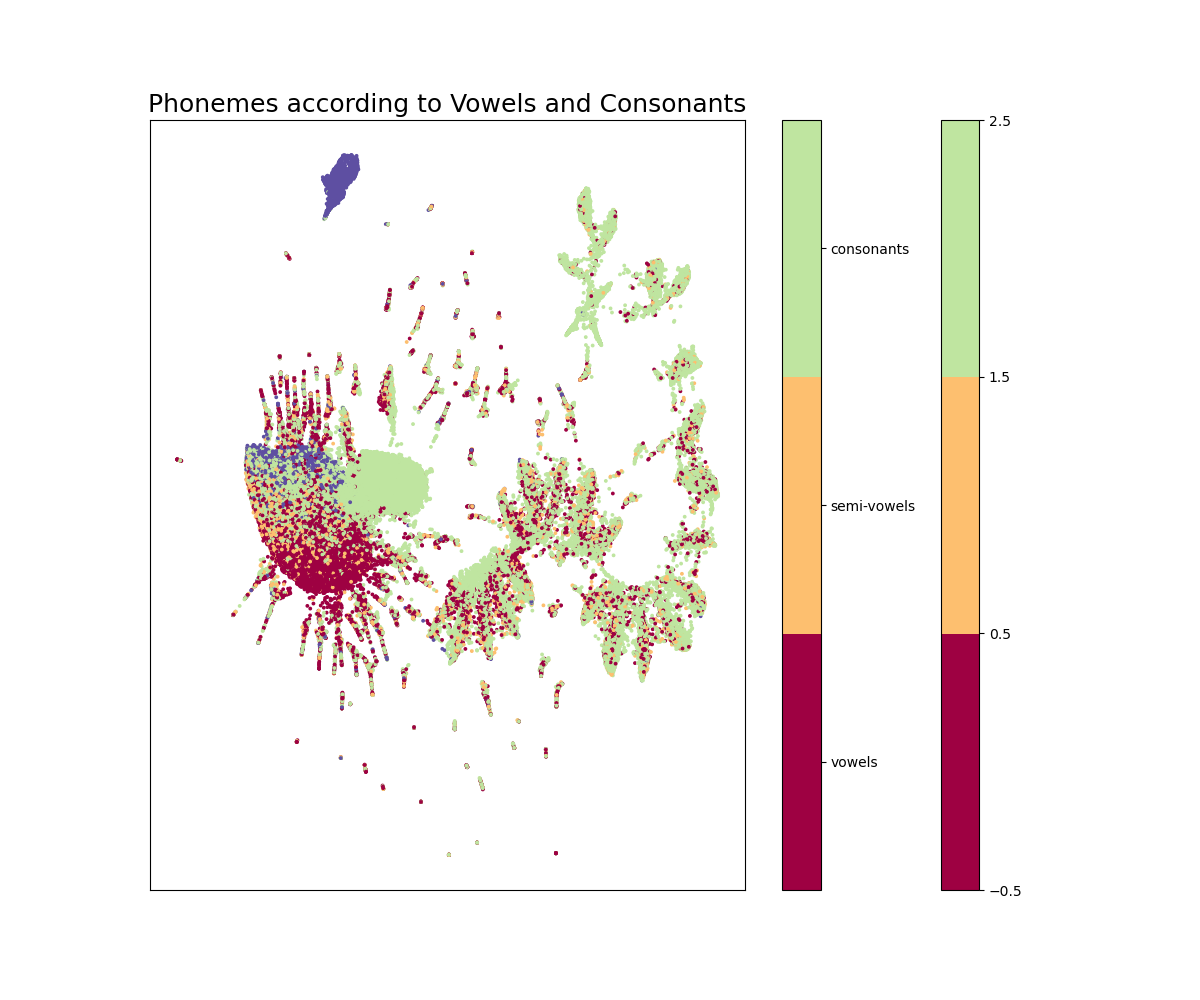 Phonemes according to Vowels and Consonants
consonants
semi-vowels
vowels
2.5
1.5
0.5
−0.5